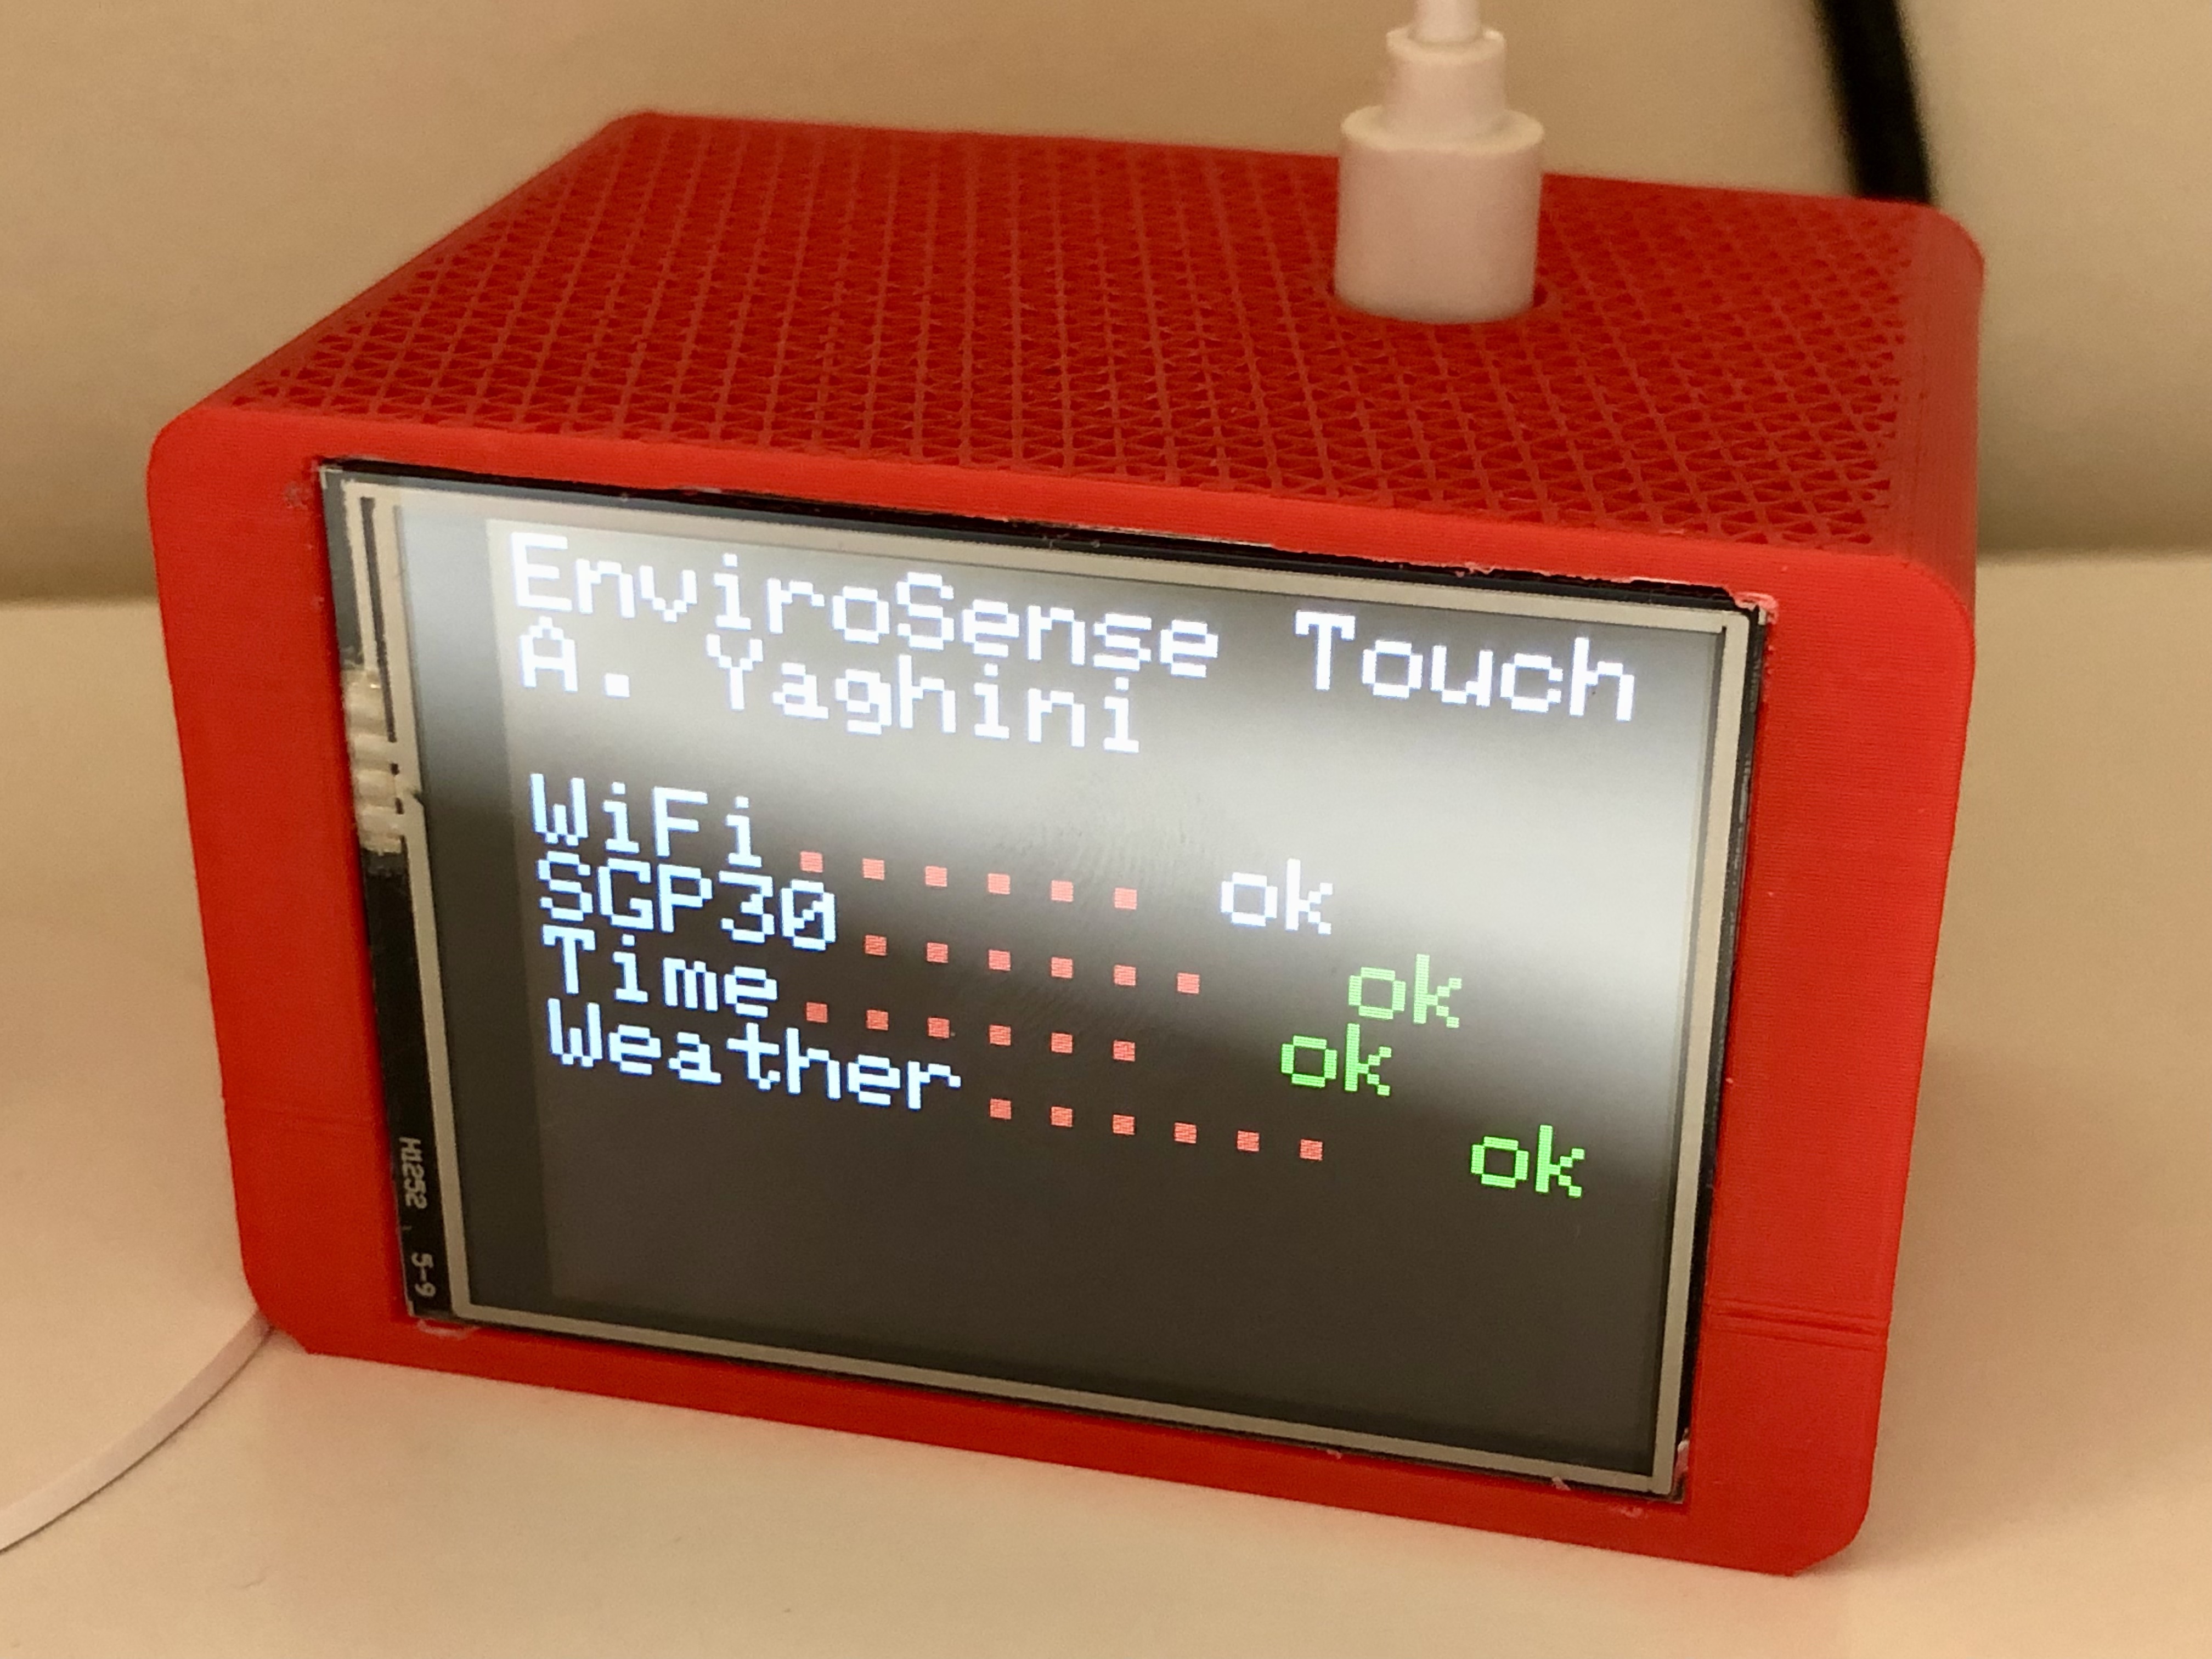 EnviroSense Touch
A. Yaghini
WiFi...... ok
SGP30...... ok
Time...... ok
Weather...... ok
H1252 5-9